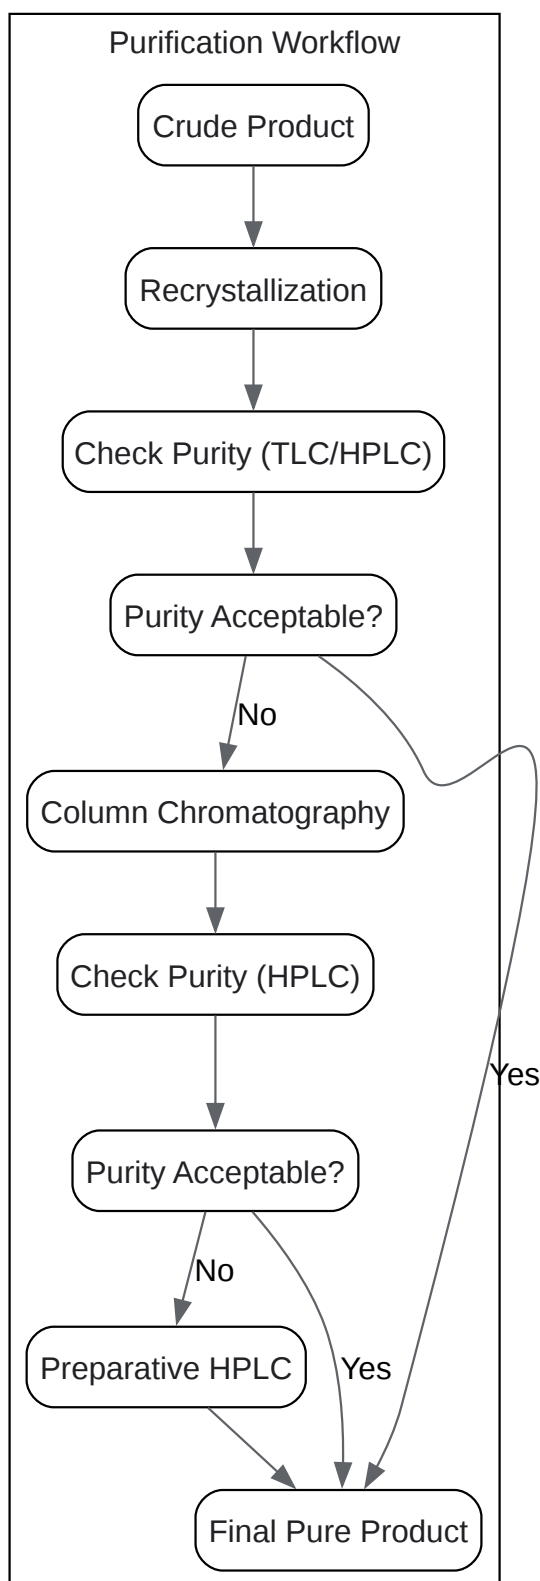 Purification Workflow
Crude Product
Recrystallization
Check Purity (TLC/HPLC)
Purity Acceptable?
No
Column Chromatography
Check Purity (HPLC)
Yes
Purity Acceptable?
No
Preparative HPLC
Yes
Final Pure Product